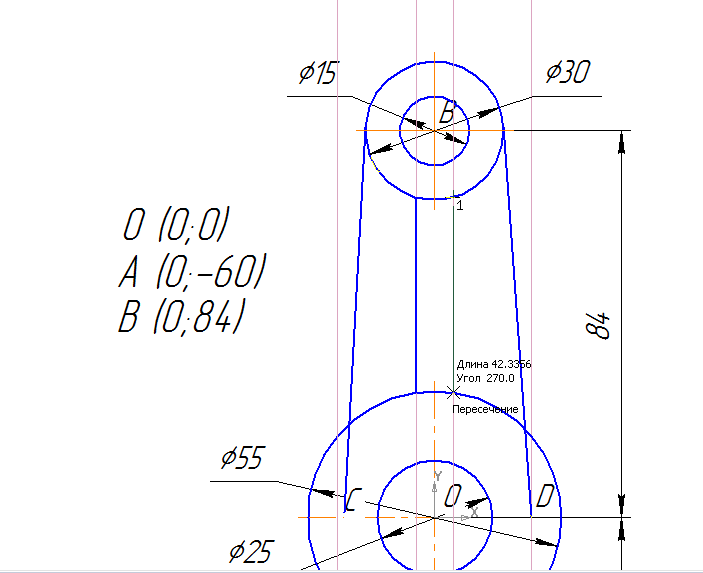 ⌀15
⌀30
B
1
O (0;0)
A (0;-60)
B (0;84)
84
Длина 42.3356
Угол 270.0
Пересечение
⌀55
C
Y
O
X
D
⌀25